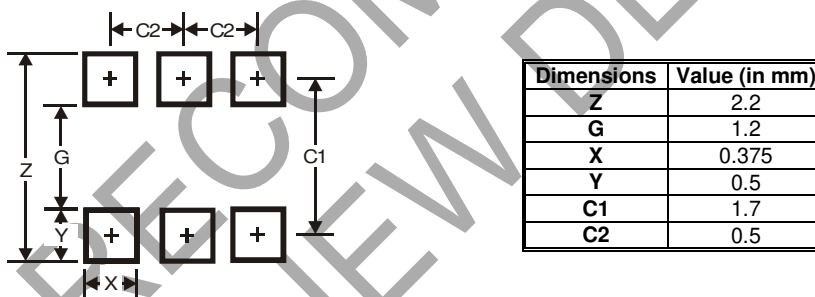 C2 C2
Z G C1 Y
X
Dimensions Value (in mm)
Z 2.2
G 1.2
X 0.375
Y 0.5
C1 1.7
C2 0.5